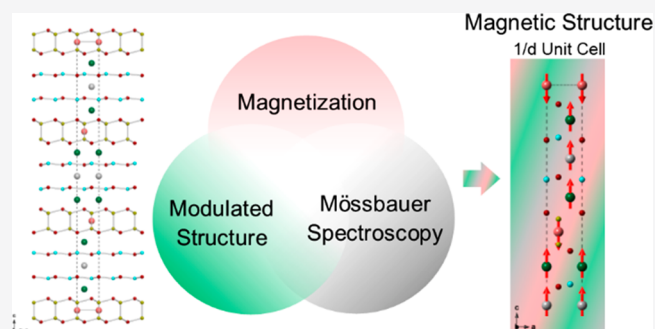 Magnetic Structure
1/d Unit Cell
Magnetization
Modulated
Structure
Mössbauer
Spectroscopy